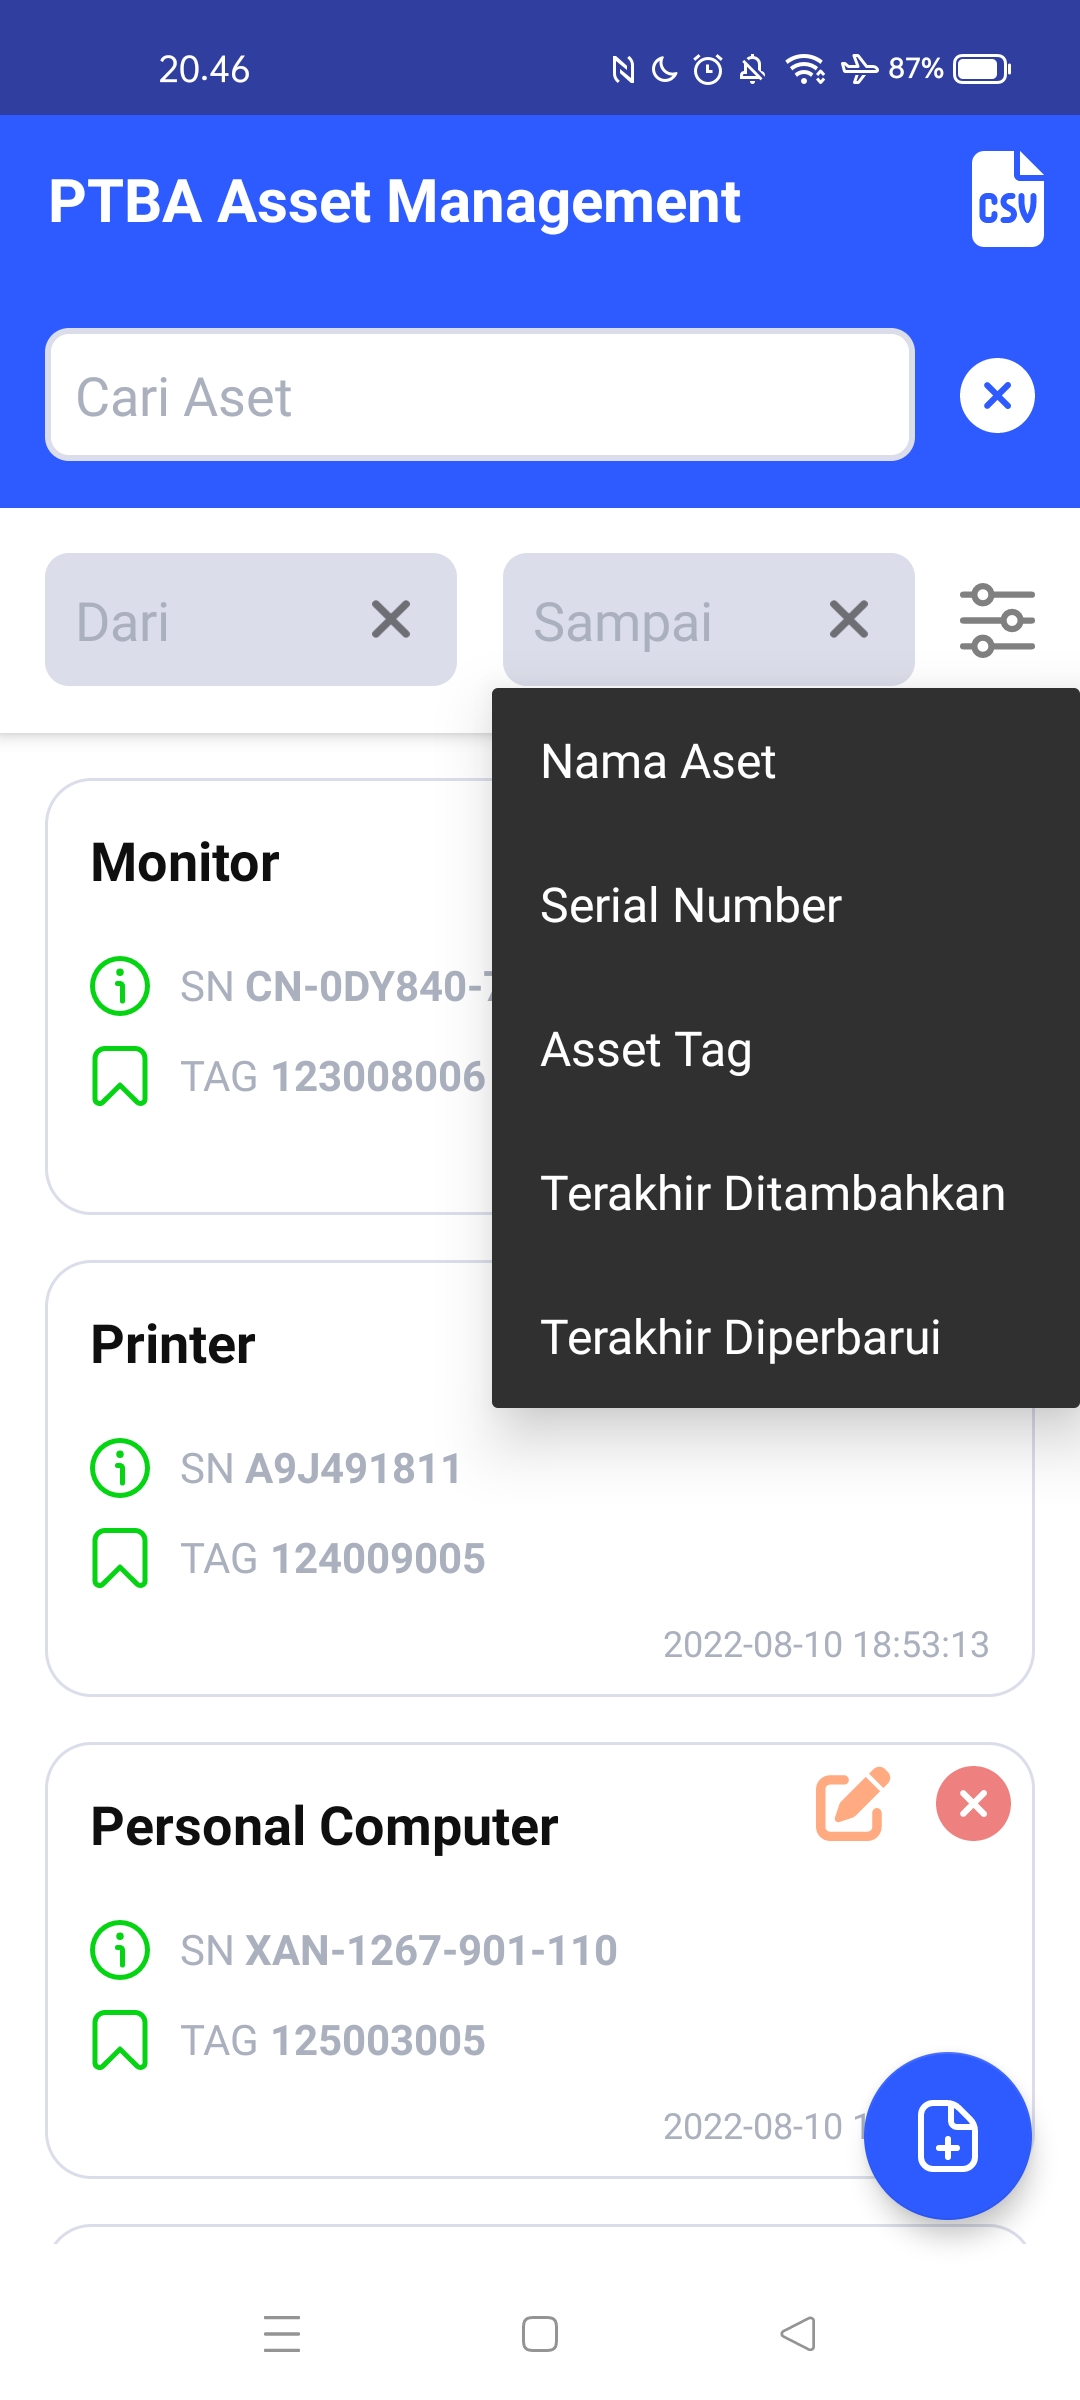 20.46
87%
PTBA Asset Management
CSV
Cari Aset
Dari
Sampai
Nama Aset
Serial Number
Asset Tag
Terakhir Ditambahkan
Terakhir Diperbarui
Monitor
SN CN-0DY840-
TAG 123008006
Printer
SN A9J491811
TAG 124009005
2022-08-10 18:53:13
Personal Computer
SN XAN-1267-901-110
TAG 125003005
2022-08-10 1